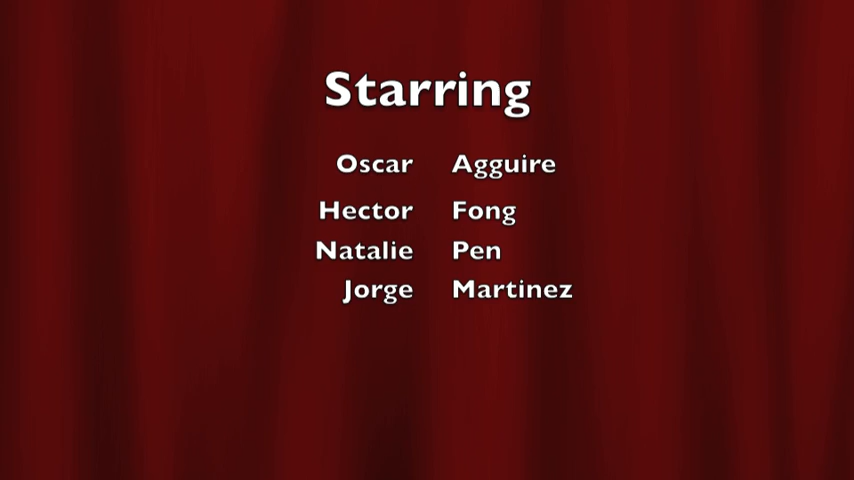 Starring
Oscar Agguire
Hector Fong
Natalie Pen
Jorge Martinez